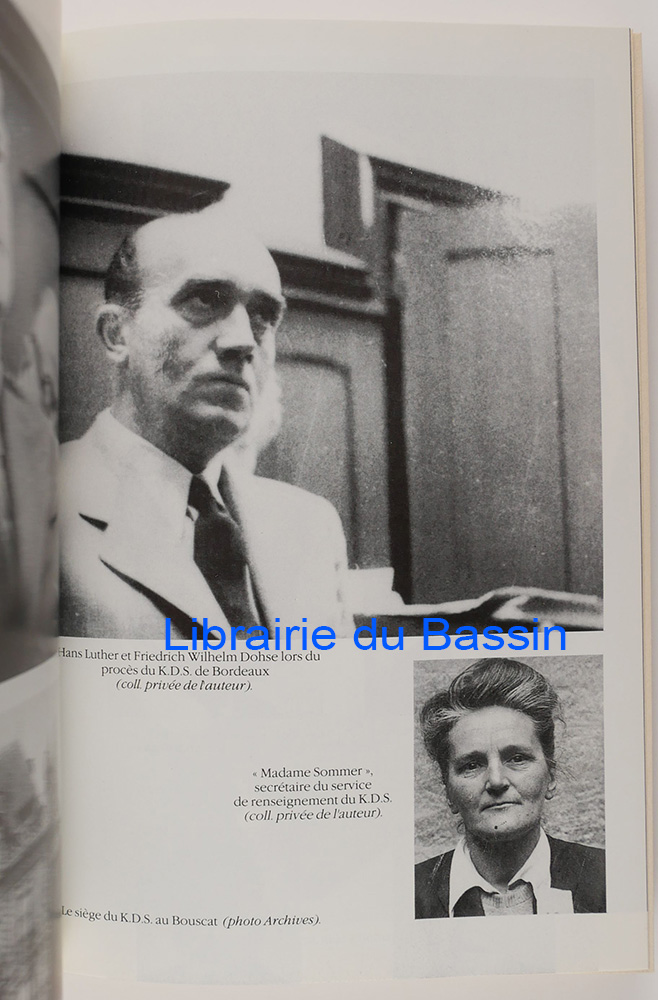 Librairie du Bassin
Hans Luther et Friedrich Wilhelm Dohse lors du
procès du K.D.S. de Bordeaux
(coll. privée de l'auteur).
« Madame Sommer »,
secrétaire du service
de renseignement du K.D.S.
(coll. privée de l'auteur).
Le siège du K.D.S. au Bouscat (photo Archives).